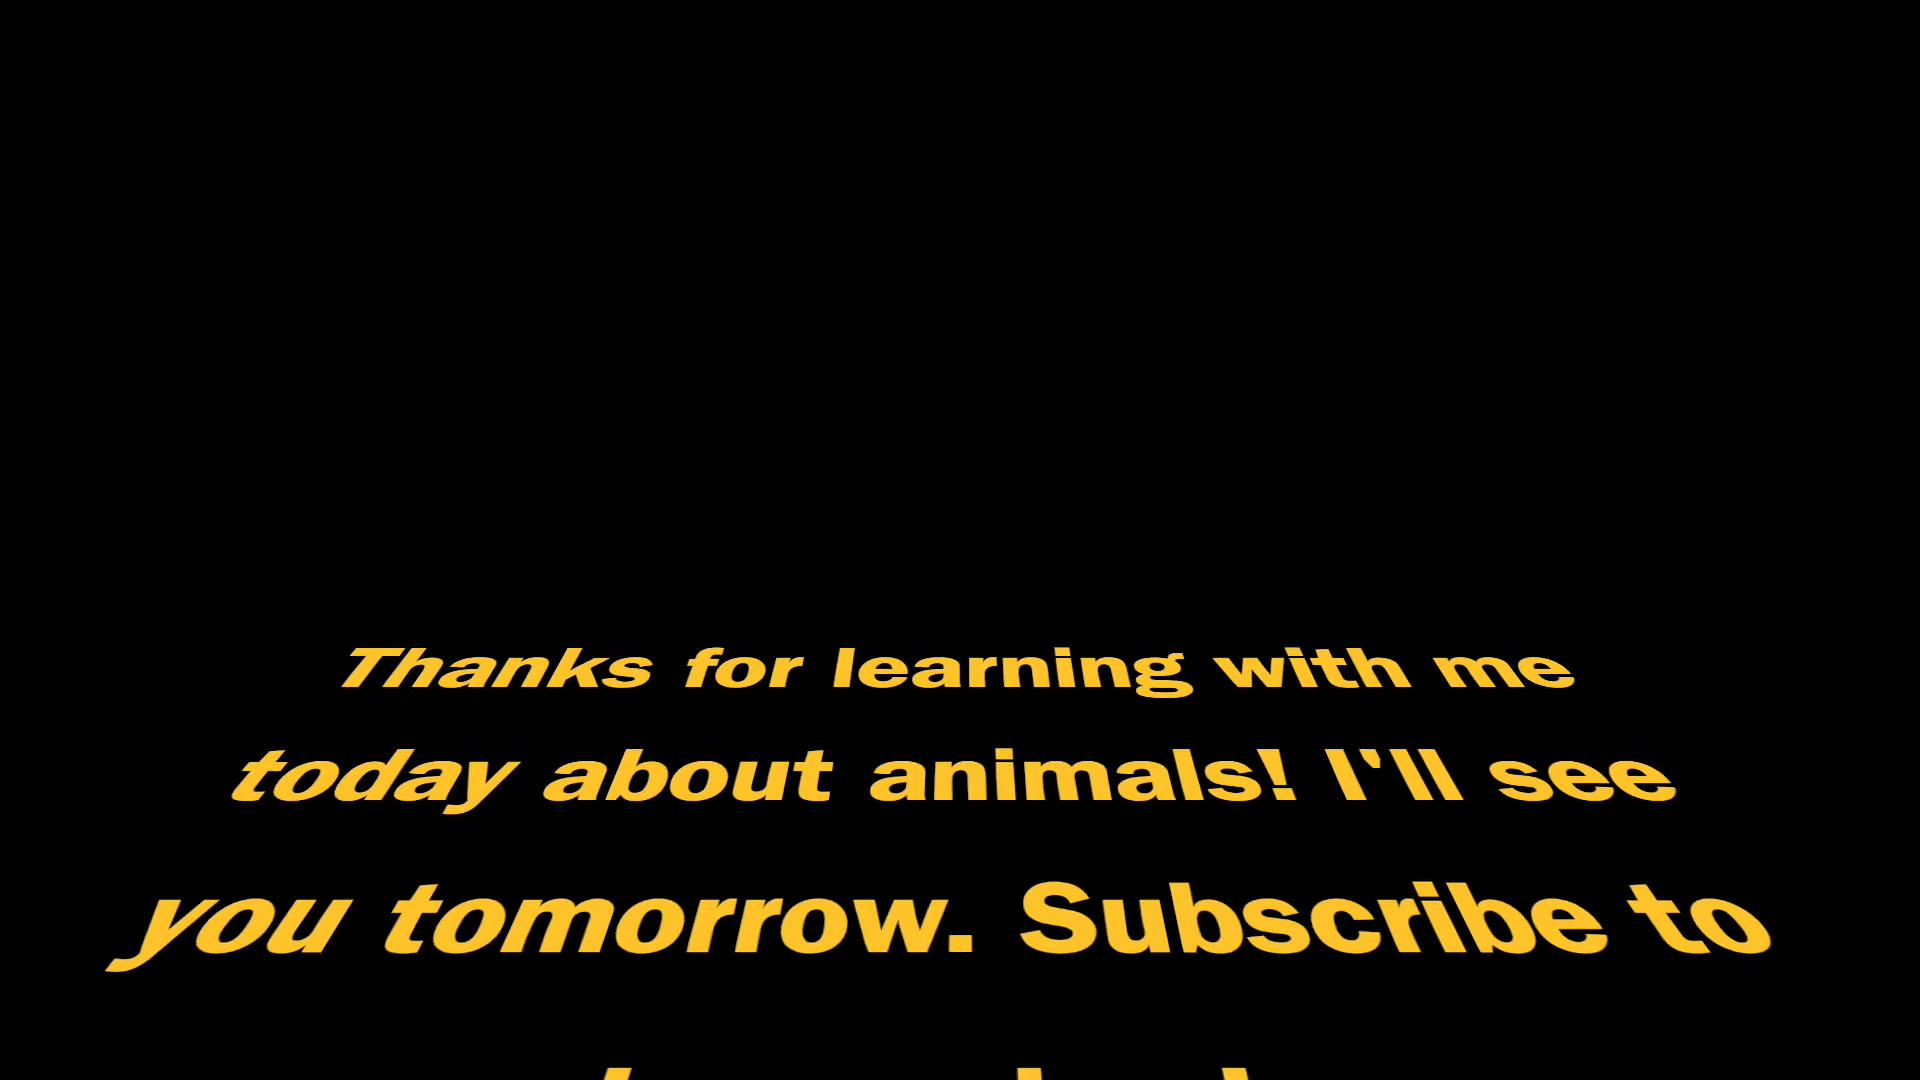 Thanks for learning with me
today about animals! I'll see
you tomorrow. Subscribe to